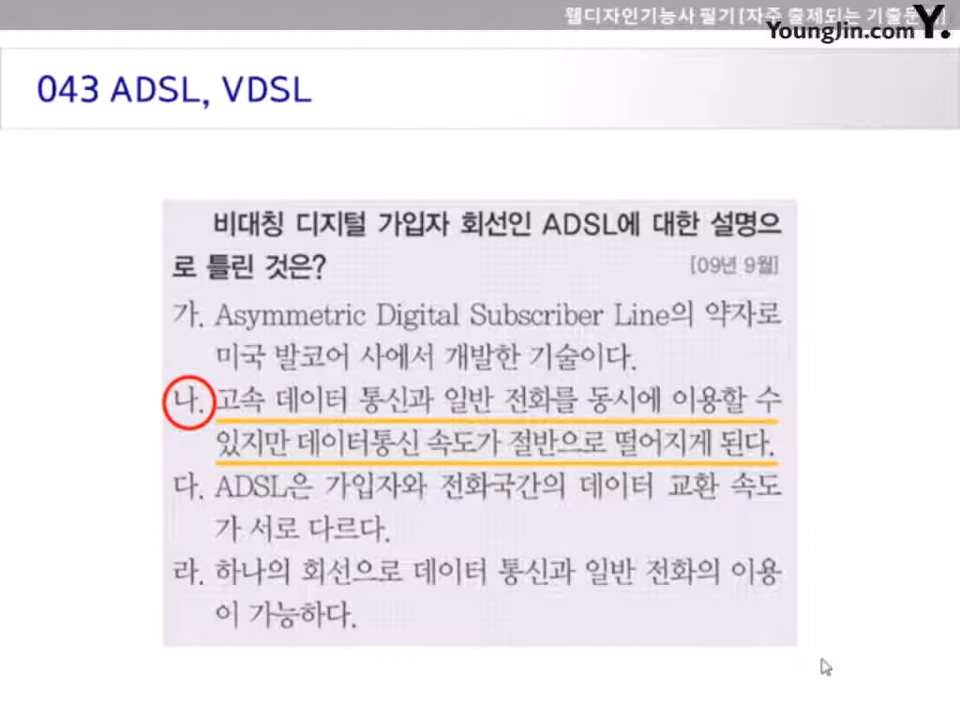 웹디자인기능사 필기[자주 출제되는 기출문]
YoungJin.com Y.
043 ADSL, VDSL
비대칭 디지털 가입자 회선인 ADSL에 대한 설명으
로 틀린 것은?
[09년 9월]
가. Asymmetric Digital Subscriber Line의 약자로
미국 발코어 사에서 개발한 기술이다.
나. 고속 데이터 통신과 일반 전화를 동시에 이용할 수
있지만 데이터통신 속도가 절반으로 떨어지게 된다.
다. ADSL은 가입자와 전화국간의 데이터 교환 속도
가 서로 다르다.
라. 하나의 회선으로 데이터 통신과 일반 전화의 이용
이 가능하다.